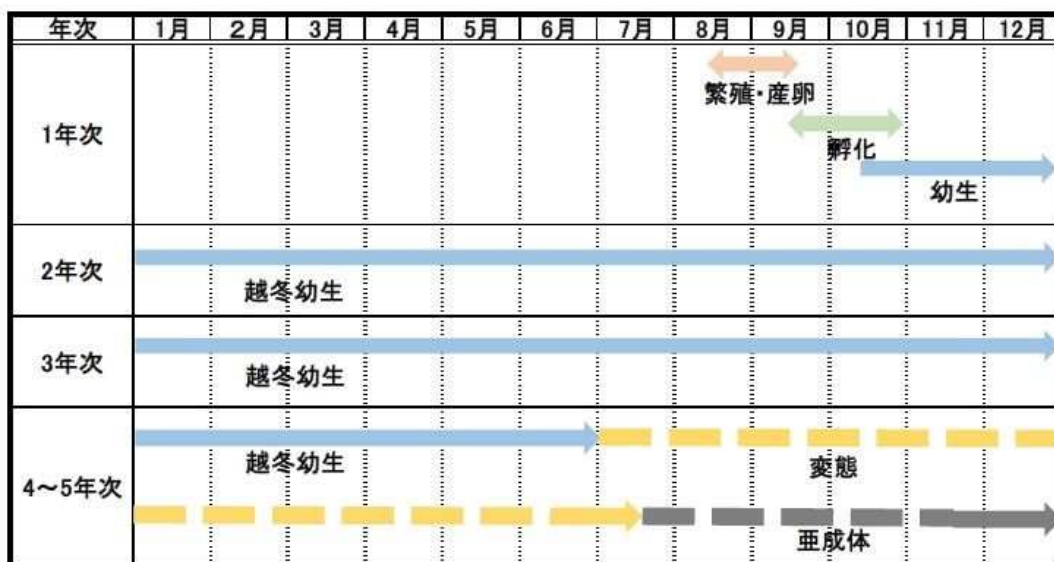 年次 1月 2月 3月 4月 5月 6月 7月 8月 9月 10月 11月 12月
繁殖・産卵
1年次
孵化
幼生
2年次
越冬幼生
3年次
越冬幼生
越冬幼生 変態
4～5年次
亜成体